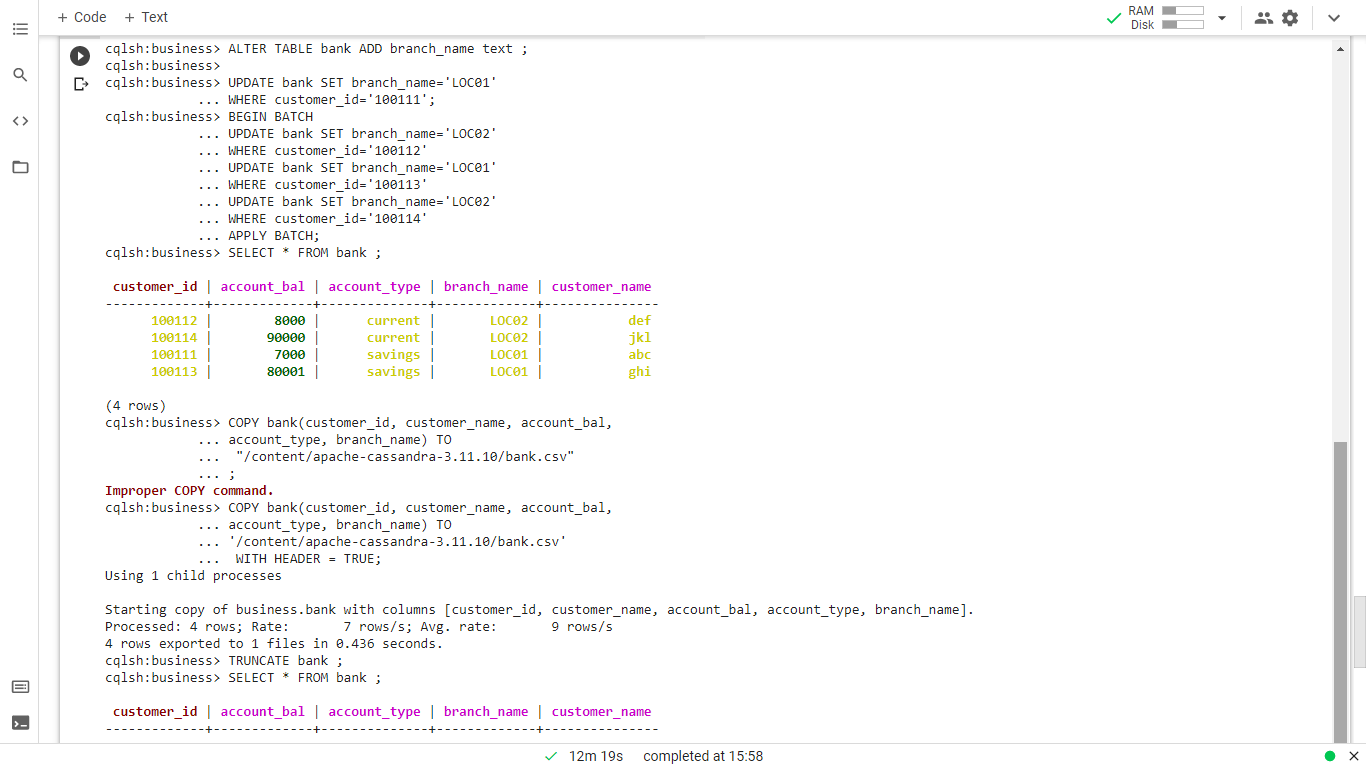 + Code + Text
RAM
Disk
cqlsh:business> ALTER TABLE bank ADD branch_name text ;
cqlsh:business>
cqlsh:business> UPDATE bank SET branch_name='LOC01'
... WHERE customer_id='100111';
cqlsh:business> BEGIN BATCH
... UPDATE bank SET branch_name='LOC02'
... WHERE customer_id='100112'
... UPDATE bank SET branch_name='LOC01'
... WHERE customer_id='100113'
... UPDATE bank SET branch_name='LOC02'
... WHERE customer_id='100114'
... APPLY BATCH;
cqlsh:business> SELECT * FROM bank ;
customer_id | account_bal | account_type | branch_name | customer_name
-------------+-------------+--------------+-------------+---------------
100112 | 8000 | current | LOC02 | def
100114 | 90000 | current | LOC02 | jkl
100111 | 7000 | savings | LOC01 | abc
100113 | 80001 | savings | LOC01 | ghi
(4 rows)
cqlsh:business> COPY bank(customer_id, customer_name, account_bal,
... account_type, branch_name) TO
... "/content/apache-cassandra-3.11.10/bank.csv"
... ;
Improper COPY command.
cqlsh:business> COPY bank(customer_id, customer_name, account_bal,
... account_type, branch_name) TO
... '/content/apache-cassandra-3.11.10/bank.csv'
... WITH HEADER = TRUE;
Using 1 child processes
Starting copy of business.bank with columns [customer_id, customer_name, account_bal, account_type, branch_name].
Processed: 4 rows; Rate: 7 rows/s; Avg. rate: 9 rows/s
4 rows exported to 1 files in 0.436 seconds.
cqlsh:business> TRUNCATE bank ;
cqlsh:business> SELECT * FROM bank ;
customer_id | account_bal | account_type | branch_name | customer_name
-------------+-------------+--------------+-------------+---------------
12m 19s completed at 15:58